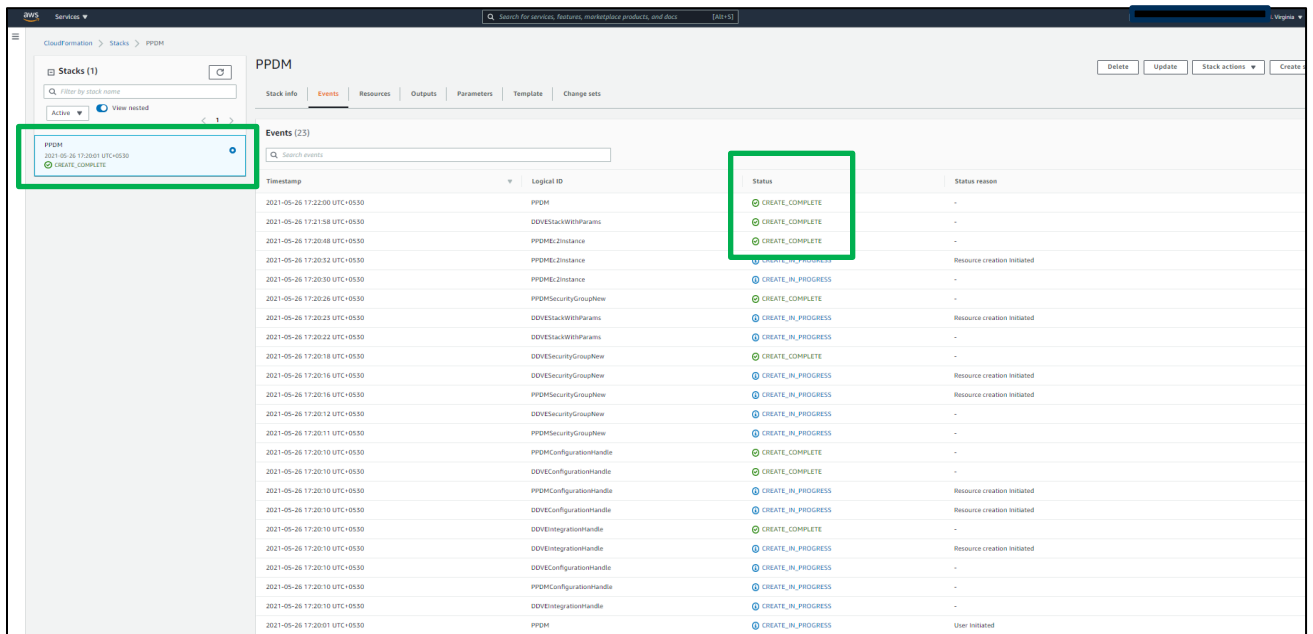 aws Services ▼ Search for services, features, marketplace products, and docs [Alt+S] Virginia ▼
CloudFormation > Stacks > PPDM
Stacks (1)
Filter by stack name
Active ▼ View nested
< 1 >
PPDM
2021-05-26 17:20:01 UTC+0530
CREATE_COMPLETE
PPDM
Delete Update Stack actions ▼ Create s
Stack info Events Resources Outputs Parameters Template Change sets
Events (23)
Search events
Timestamp Logical ID Status Status reason
2021-05-26 17:22:00 UTC+0530 PPDM CREATE_COMPLETE -
2021-05-26 17:21:58 UTC+0530 DDVEStackWithParams CREATE_COMPLETE -
2021-05-26 17:20:48 UTC+0530 PPDMEc2Instance CREATE_COMPLETE -
2021-05-26 17:20:32 UTC+0530 PPDMEc2Instance CREATE_IN_PROGRESS Resource creation Initiated
2021-05-26 17:20:30 UTC+0530 PPDMEc2Instance CREATE_IN_PROGRESS -
2021-05-26 17:20:26 UTC+0530 PPDMSecurityGroupNew CREATE_COMPLETE -
2021-05-26 17:20:23 UTC+0530 DDVEStackWithParams CREATE_IN_PROGRESS Resource creation Initiated
2021-05-26 17:20:22 UTC+0530 DDVEStackWithParams CREATE_IN_PROGRESS -
2021-05-26 17:20:18 UTC+0530 DDVESecurityGroupNew CREATE_COMPLETE -
2021-05-26 17:20:16 UTC+0530 DDVESecurityGroupNew CREATE_IN_PROGRESS Resource creation Initiated
2021-05-26 17:20:16 UTC+0530 PPDMSecurityGroupNew CREATE_IN_PROGRESS Resource creation Initiated
2021-05-26 17:20:12 UTC+0530 DDVESecurityGroupNew CREATE_IN_PROGRESS -
2021-05-26 17:20:11 UTC+0530 PPDMSecurityGroupNew CREATE_IN_PROGRESS -
2021-05-26 17:20:10 UTC+0530 PPDMConfigurationHandle CREATE_COMPLETE -
2021-05-26 17:20:10 UTC+0530 DDVEConfigurationHandle CREATE_COMPLETE -
2021-05-26 17:20:10 UTC+0530 PPDMConfigurationHandle CREATE_IN_PROGRESS Resource creation Initiated
2021-05-26 17:20:10 UTC+0530 DDVEConfigurationHandle CREATE_IN_PROGRESS Resource creation Initiated
2021-05-26 17:20:10 UTC+0530 DDVEIntegrationHandle CREATE_COMPLETE -
2021-05-26 17:20:10 UTC+0530 DDVEIntegrationHandle CREATE_IN_PROGRESS Resource creation Initiated
2021-05-26 17:20:10 UTC+0530 DDVEConfigurationHandle CREATE_IN_PROGRESS -
2021-05-26 17:20:10 UTC+0530 PPDMConfigurationHandle CREATE_IN_PROGRESS -
2021-05-26 17:20:10 UTC+0530 DDVEIntegrationHandle CREATE_IN_PROGRESS -
2021-05-26 17:20:01 UTC+0530 PPDM CREATE_IN_PROGRESS User Initiated